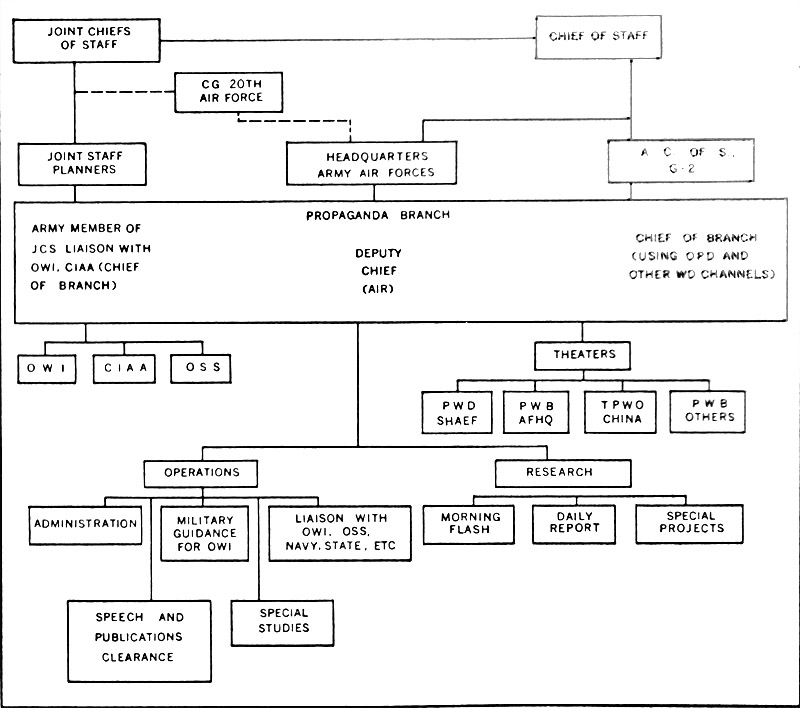 JOINT CHIEFS
OF STAFF
CHIEF OF STAFF
CG 20TH
AIR FORCE
JOINT STAFF
PLANNERS
HEADQUARTERS
ARMY AIR FORCES
A C OF S.,
G-2
PROPAGANDA BRANCH
ARMY MEMBER OF
JCS LIAISON WITH
OWI, CIAA (CHIEF
OF BRANCH)
DEPUTY
CHIEF
(AIR)
CHIEF OF BRANCH
(USING OPD AND
OTHER WD CHANNELS)
OWI
CIAA
OSS
THEATERS
PWD
SHAEF
PWB
AFHQ
TPWO
CHINA
PWB
OTHERS
OPERATIONS
RESEARCH
ADMINISTRATION
MILITARY
GUIDANCE
FOR OWI
LIAISON WITH
OWI, OSS,
NAVY, STATE, ETC
MORNING
FLASH
DAILY
REPORT
SPECIAL
PROJECTS
SPEECH AND
PUBLICATIONS
CLEARANCE
SPECIAL
STUDIES